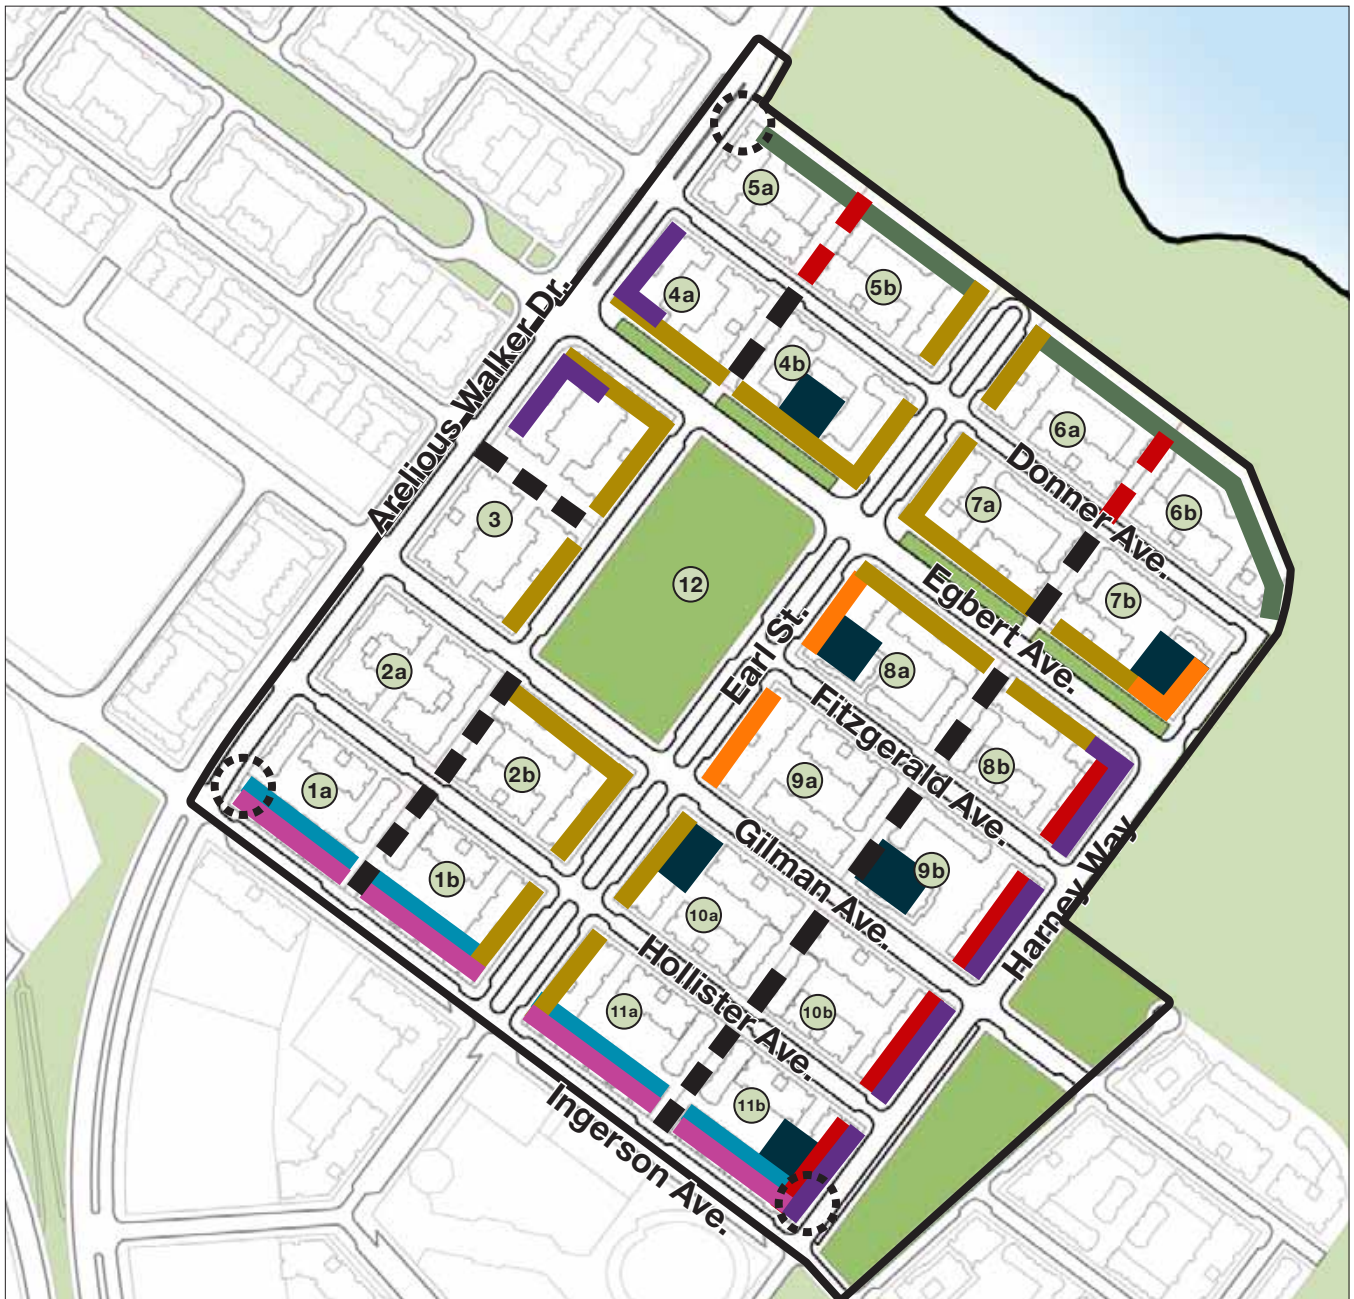 5a
5b
4a
4b
6a
6b
Donner Ave.
7a
7b
3
Arelious Walker Dr.
12
Egbert Ave.
Earl St.
8a
8b
Fitzgerald Ave.
2a
2b
9a
9b
1a
1b
Gilman Ave.
Harney Way
10a
10b
Hollister Ave.
11a
11b
Ingerson Ave.